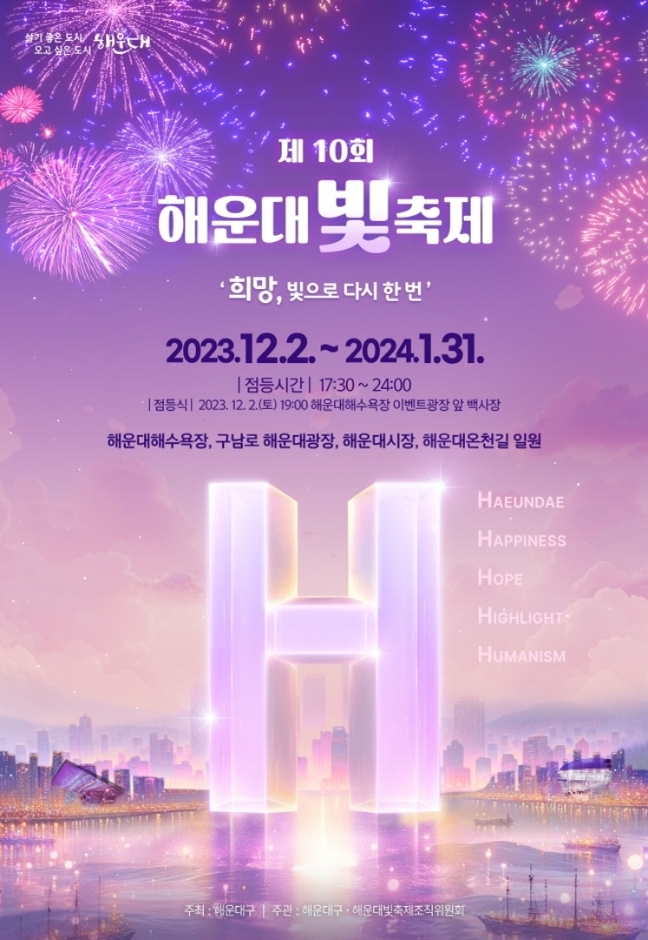 살기 좋은 도시,
오고 싶은 도시 해운대
제 10회
해운대 빛축제
‘희망, 빛으로 다시 한 번’
2023.12.2. ~ 2024.1.31.
| 점등시간 | 17:30 ~ 24:00
| 점등식 | 2023. 12. 2.(토) 19:00 해운대해수욕장 이벤트광장 앞 백사장
해운대해수욕장, 구남로 해운대광장, 해운대시장, 해운대온천길 일원
H
HAEUNDAE
HAPPINESS
HOPE
HIGHLIGHT
HUMANISM
주최 : 해운대구 | 주관 : 해운대구 · 해운대빛축제조직위원회